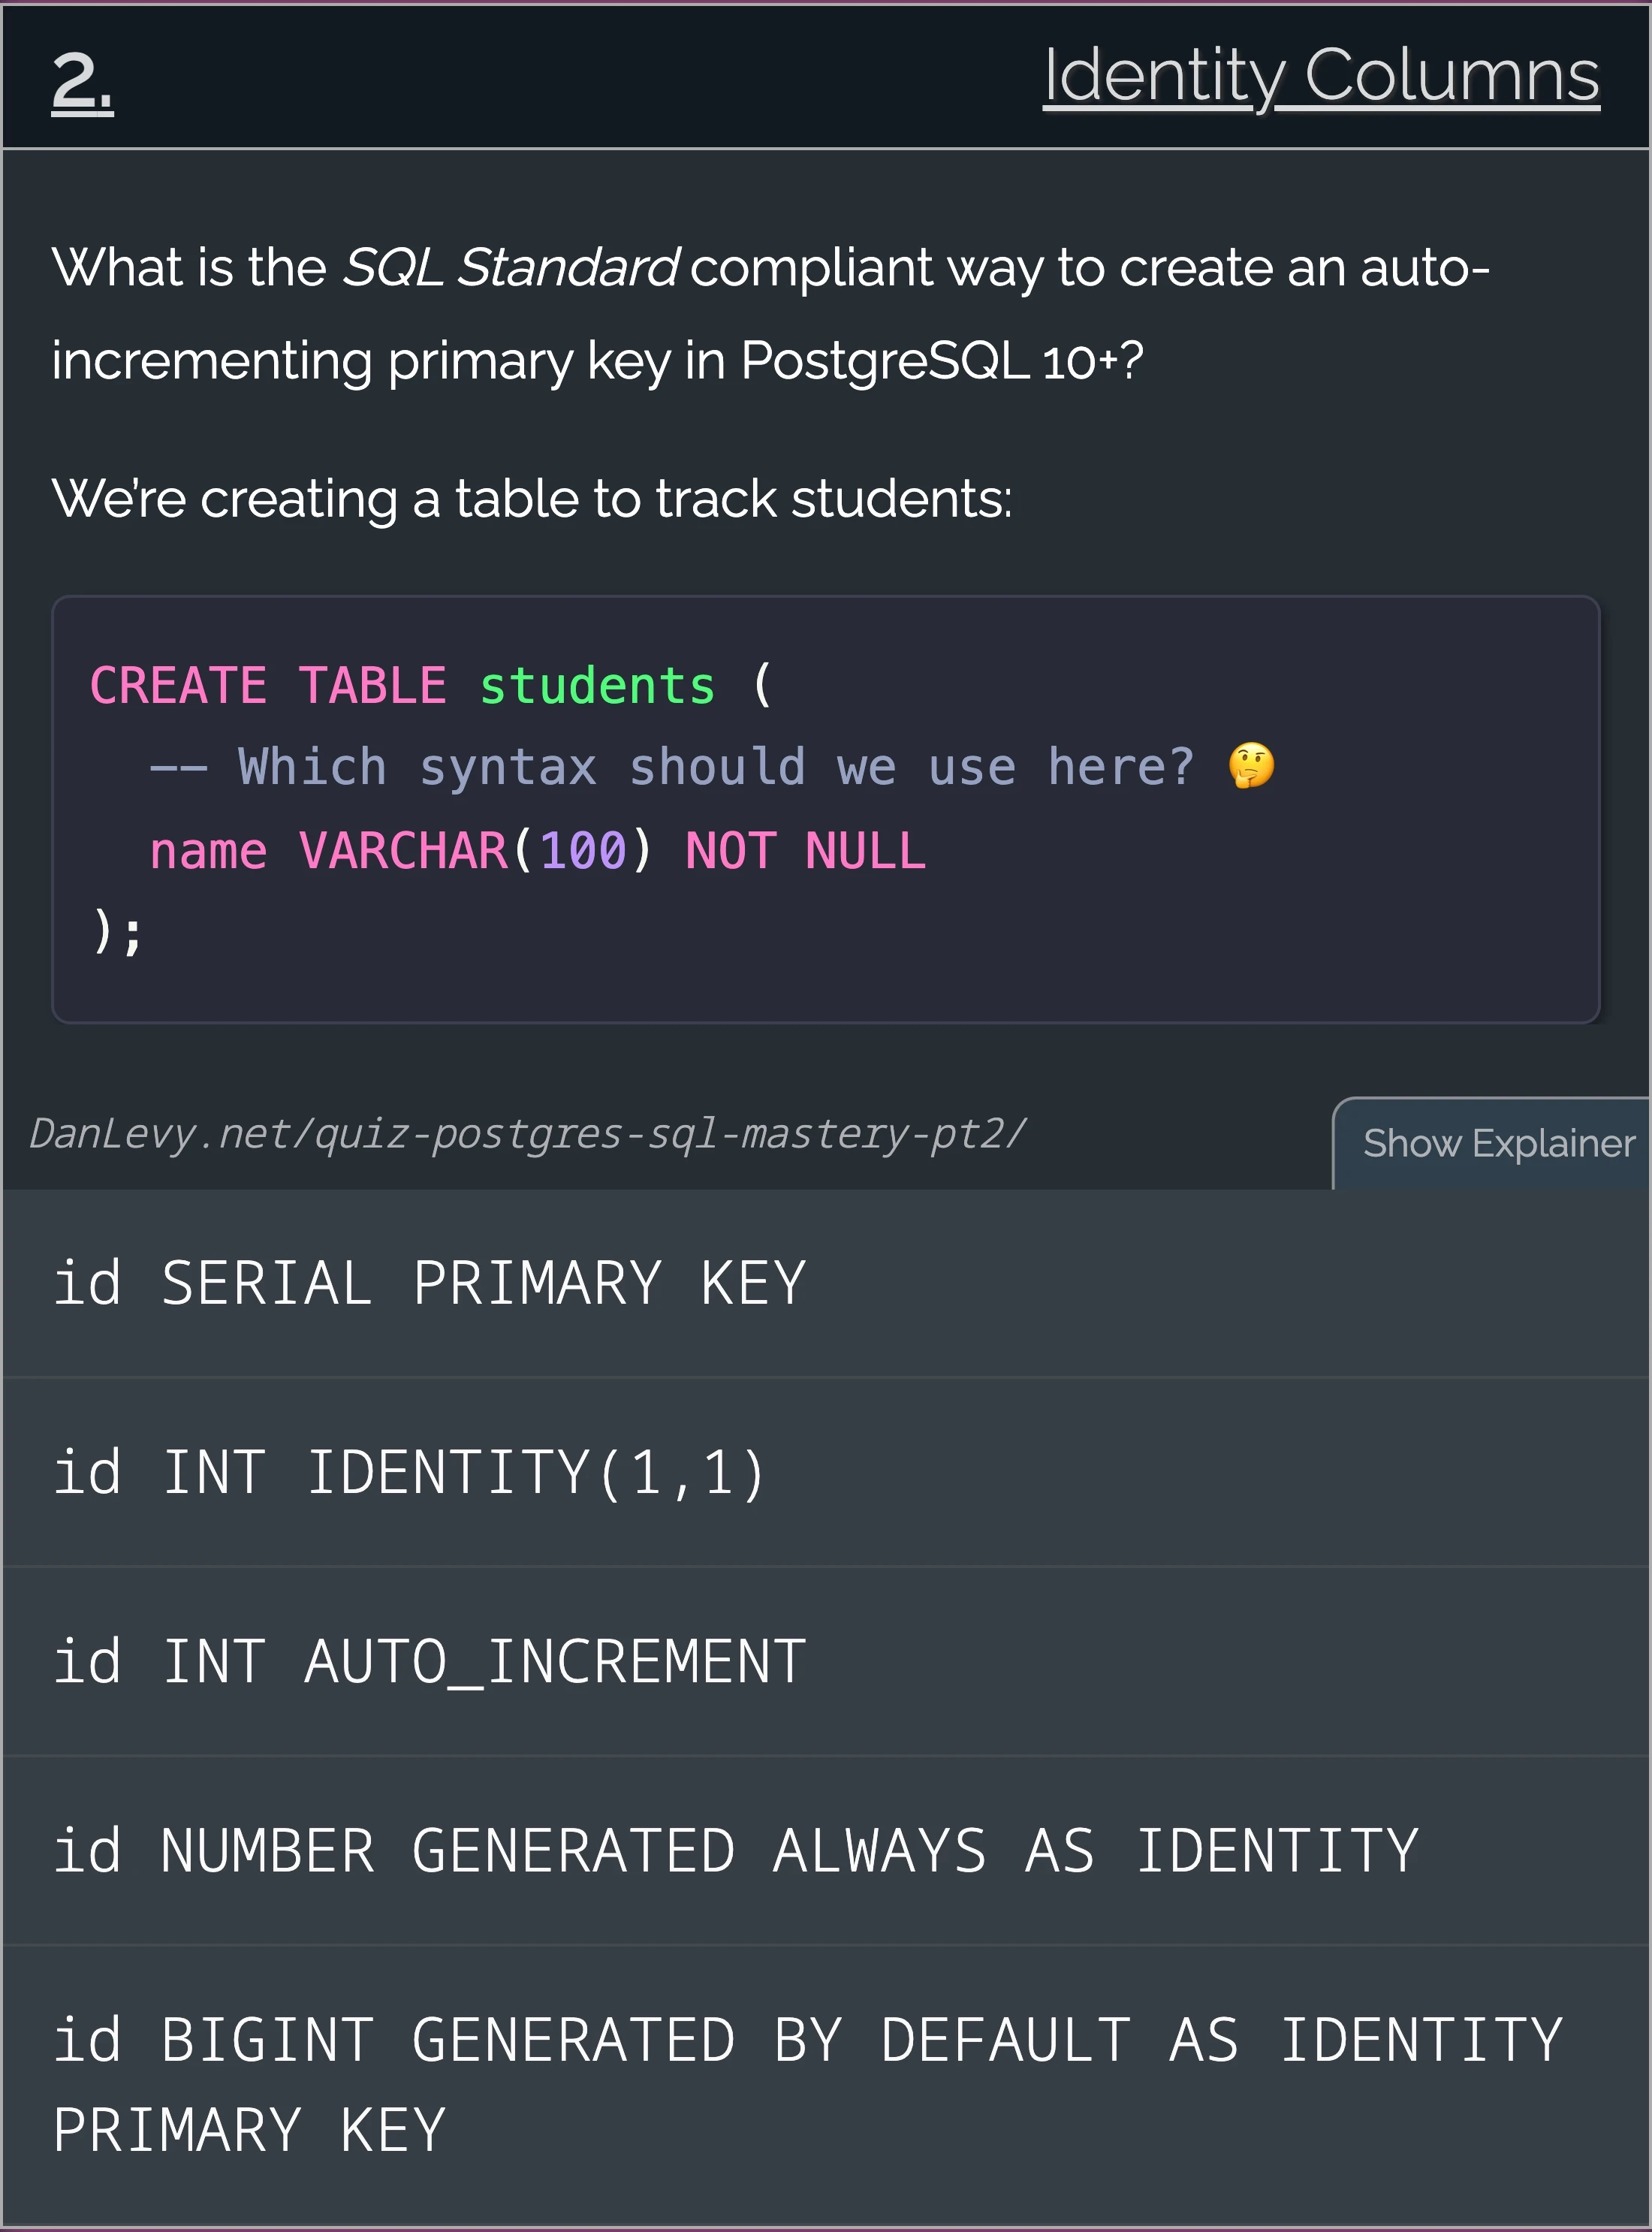 2.
Identity Columns
What is the SQL Standard compliant way to create an auto-
incrementing primary key in PostgreSQL 10+?
We're creating a table to track students:
CREATE TABLE students (
-- Which syntax should we use here? 🤔
name VARCHAR(100) NOT NULL
);
DanLevy.net/quiz-postgres-sql-mastery-pt2/
Show Explainer
id SERIAL PRIMARY KEY
id INT IDENTITY(1,1)
id INT AUTO_INCREMENT
id NUMBER GENERATED ALWAYS AS IDENTITY
id BIGINT GENERATED BY DEFAULT AS IDENTITY
PRIMARY KEY